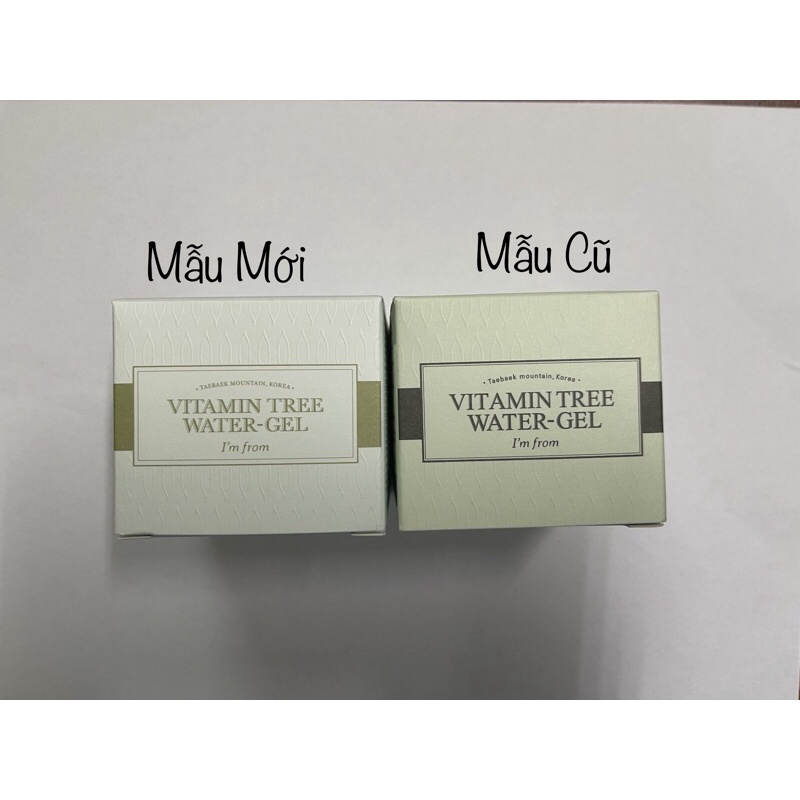 Mẫu Mới
Mẫu Cũ
• TAEBAEK MOUNTAIN, KOREA •
VITAMIN TREE
WATER-GEL
I'm from
• Taebaek mountain, Korea •
VITAMIN TREE
WATER-GEL
I'm from